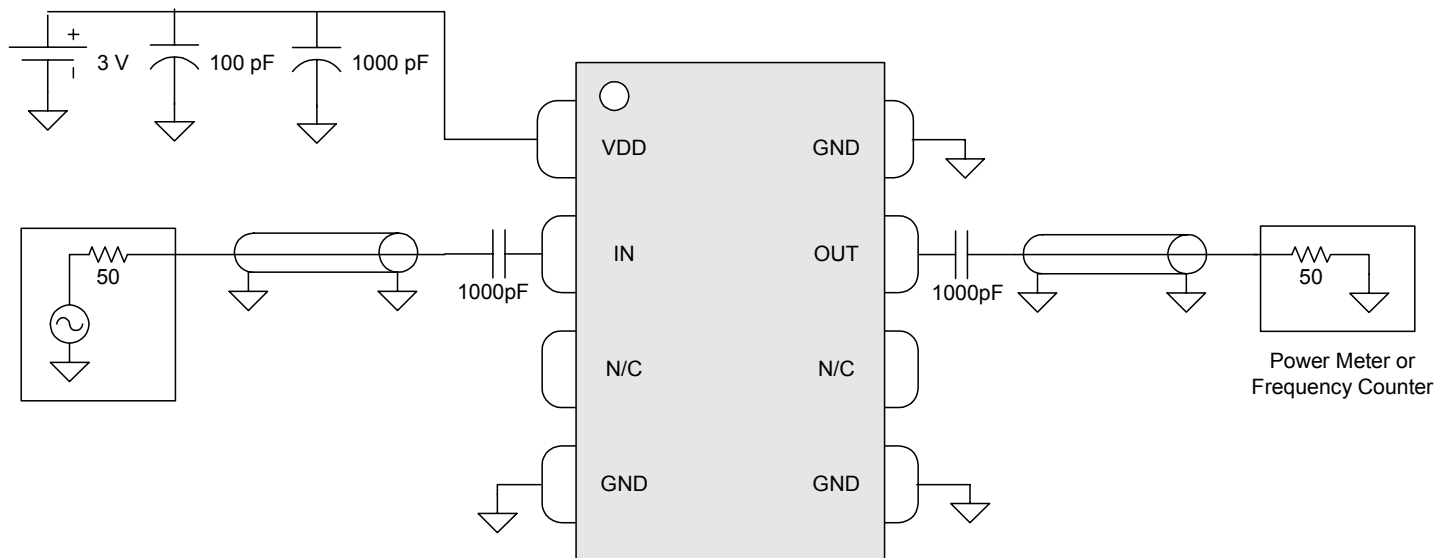 +
–
3 V
100 pF
1000 pF
VDD
GND
50
1000pF
IN
OUT
1000pF
50
N/C
N/C
Power Meter or
Frequency Counter
GND
GND